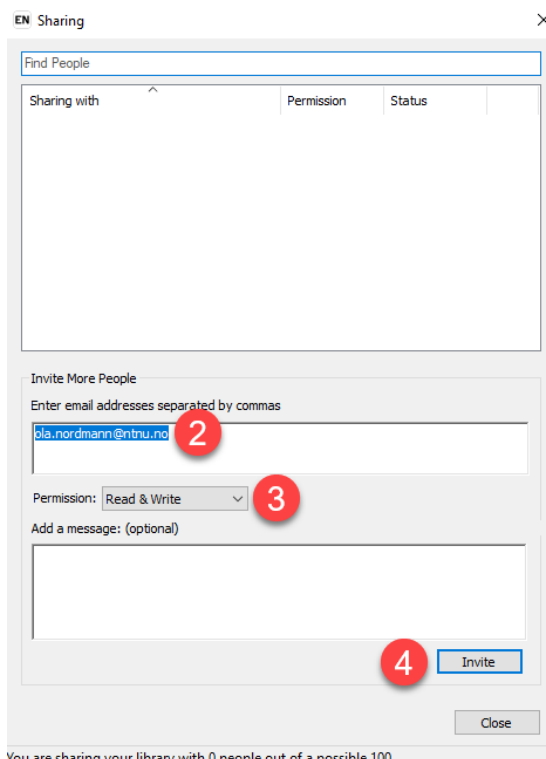 EN Sharing
Find People
Sharing with Permission Status
Invite More People
Enter email addresses separated by commas
ola.nordmann@ntnu.no 2
Permission: Read & Write 3
Add a message: (optional)
4 Invite
Close
You are sharing your library with 0 people out of a possible 100